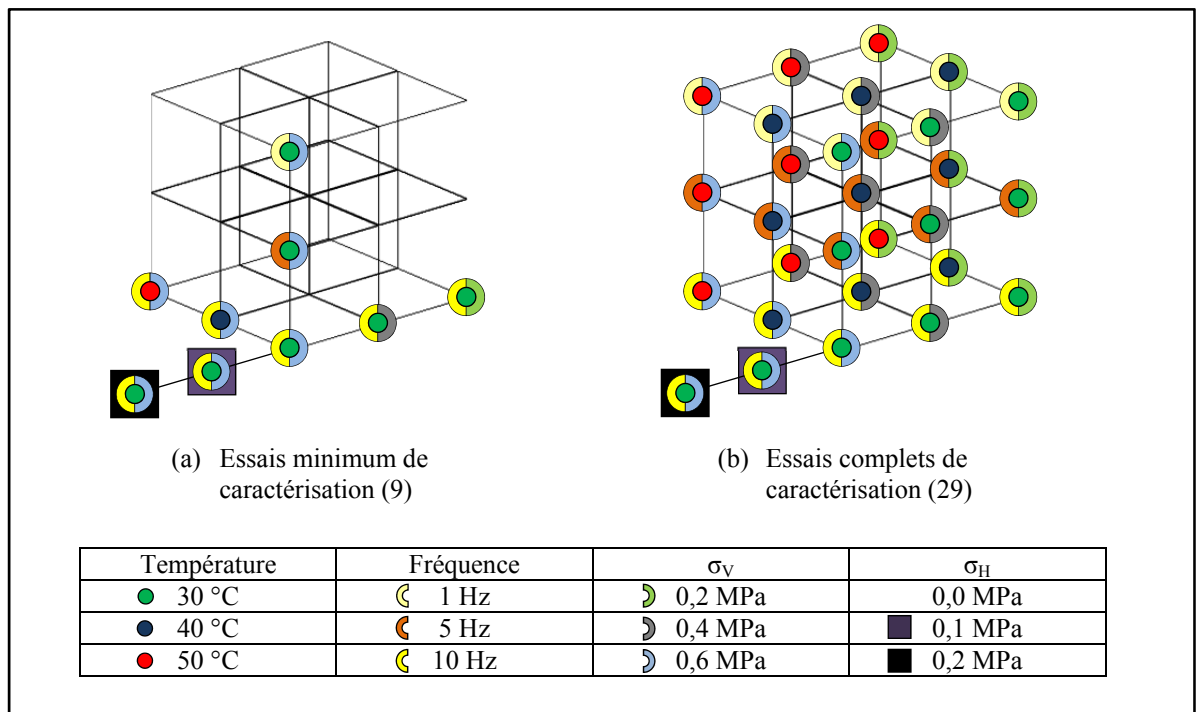 (a) Essais minimum de
caractérisation (9)
(b) Essais complets de
caractérisation (29)
Température Fréquence σV σH
30 °C 1 Hz 0,2 MPa 0,0 MPa
40 °C 5 Hz 0,4 MPa 0,1 MPa
50 °C 10 Hz 0,6 MPa 0,2 MPa